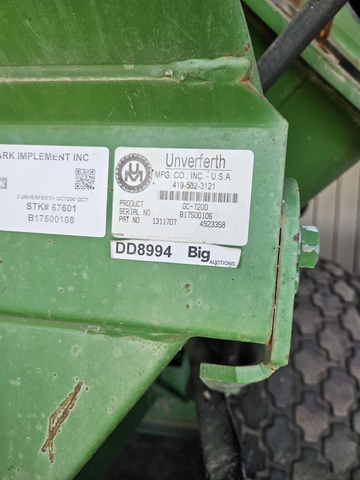 ARK IMPLEMENT INC
3 UNVERFERTH GC7200 GCT
STK# 67601
B17500108
Unverferth
MFG. CO., INC. - U.S.A.
419-532-3121
PRODUCT GC-7200
SERIAL NO. B17500108
PART NO 1311707 4923358
DD8994 Big AUCTIONS